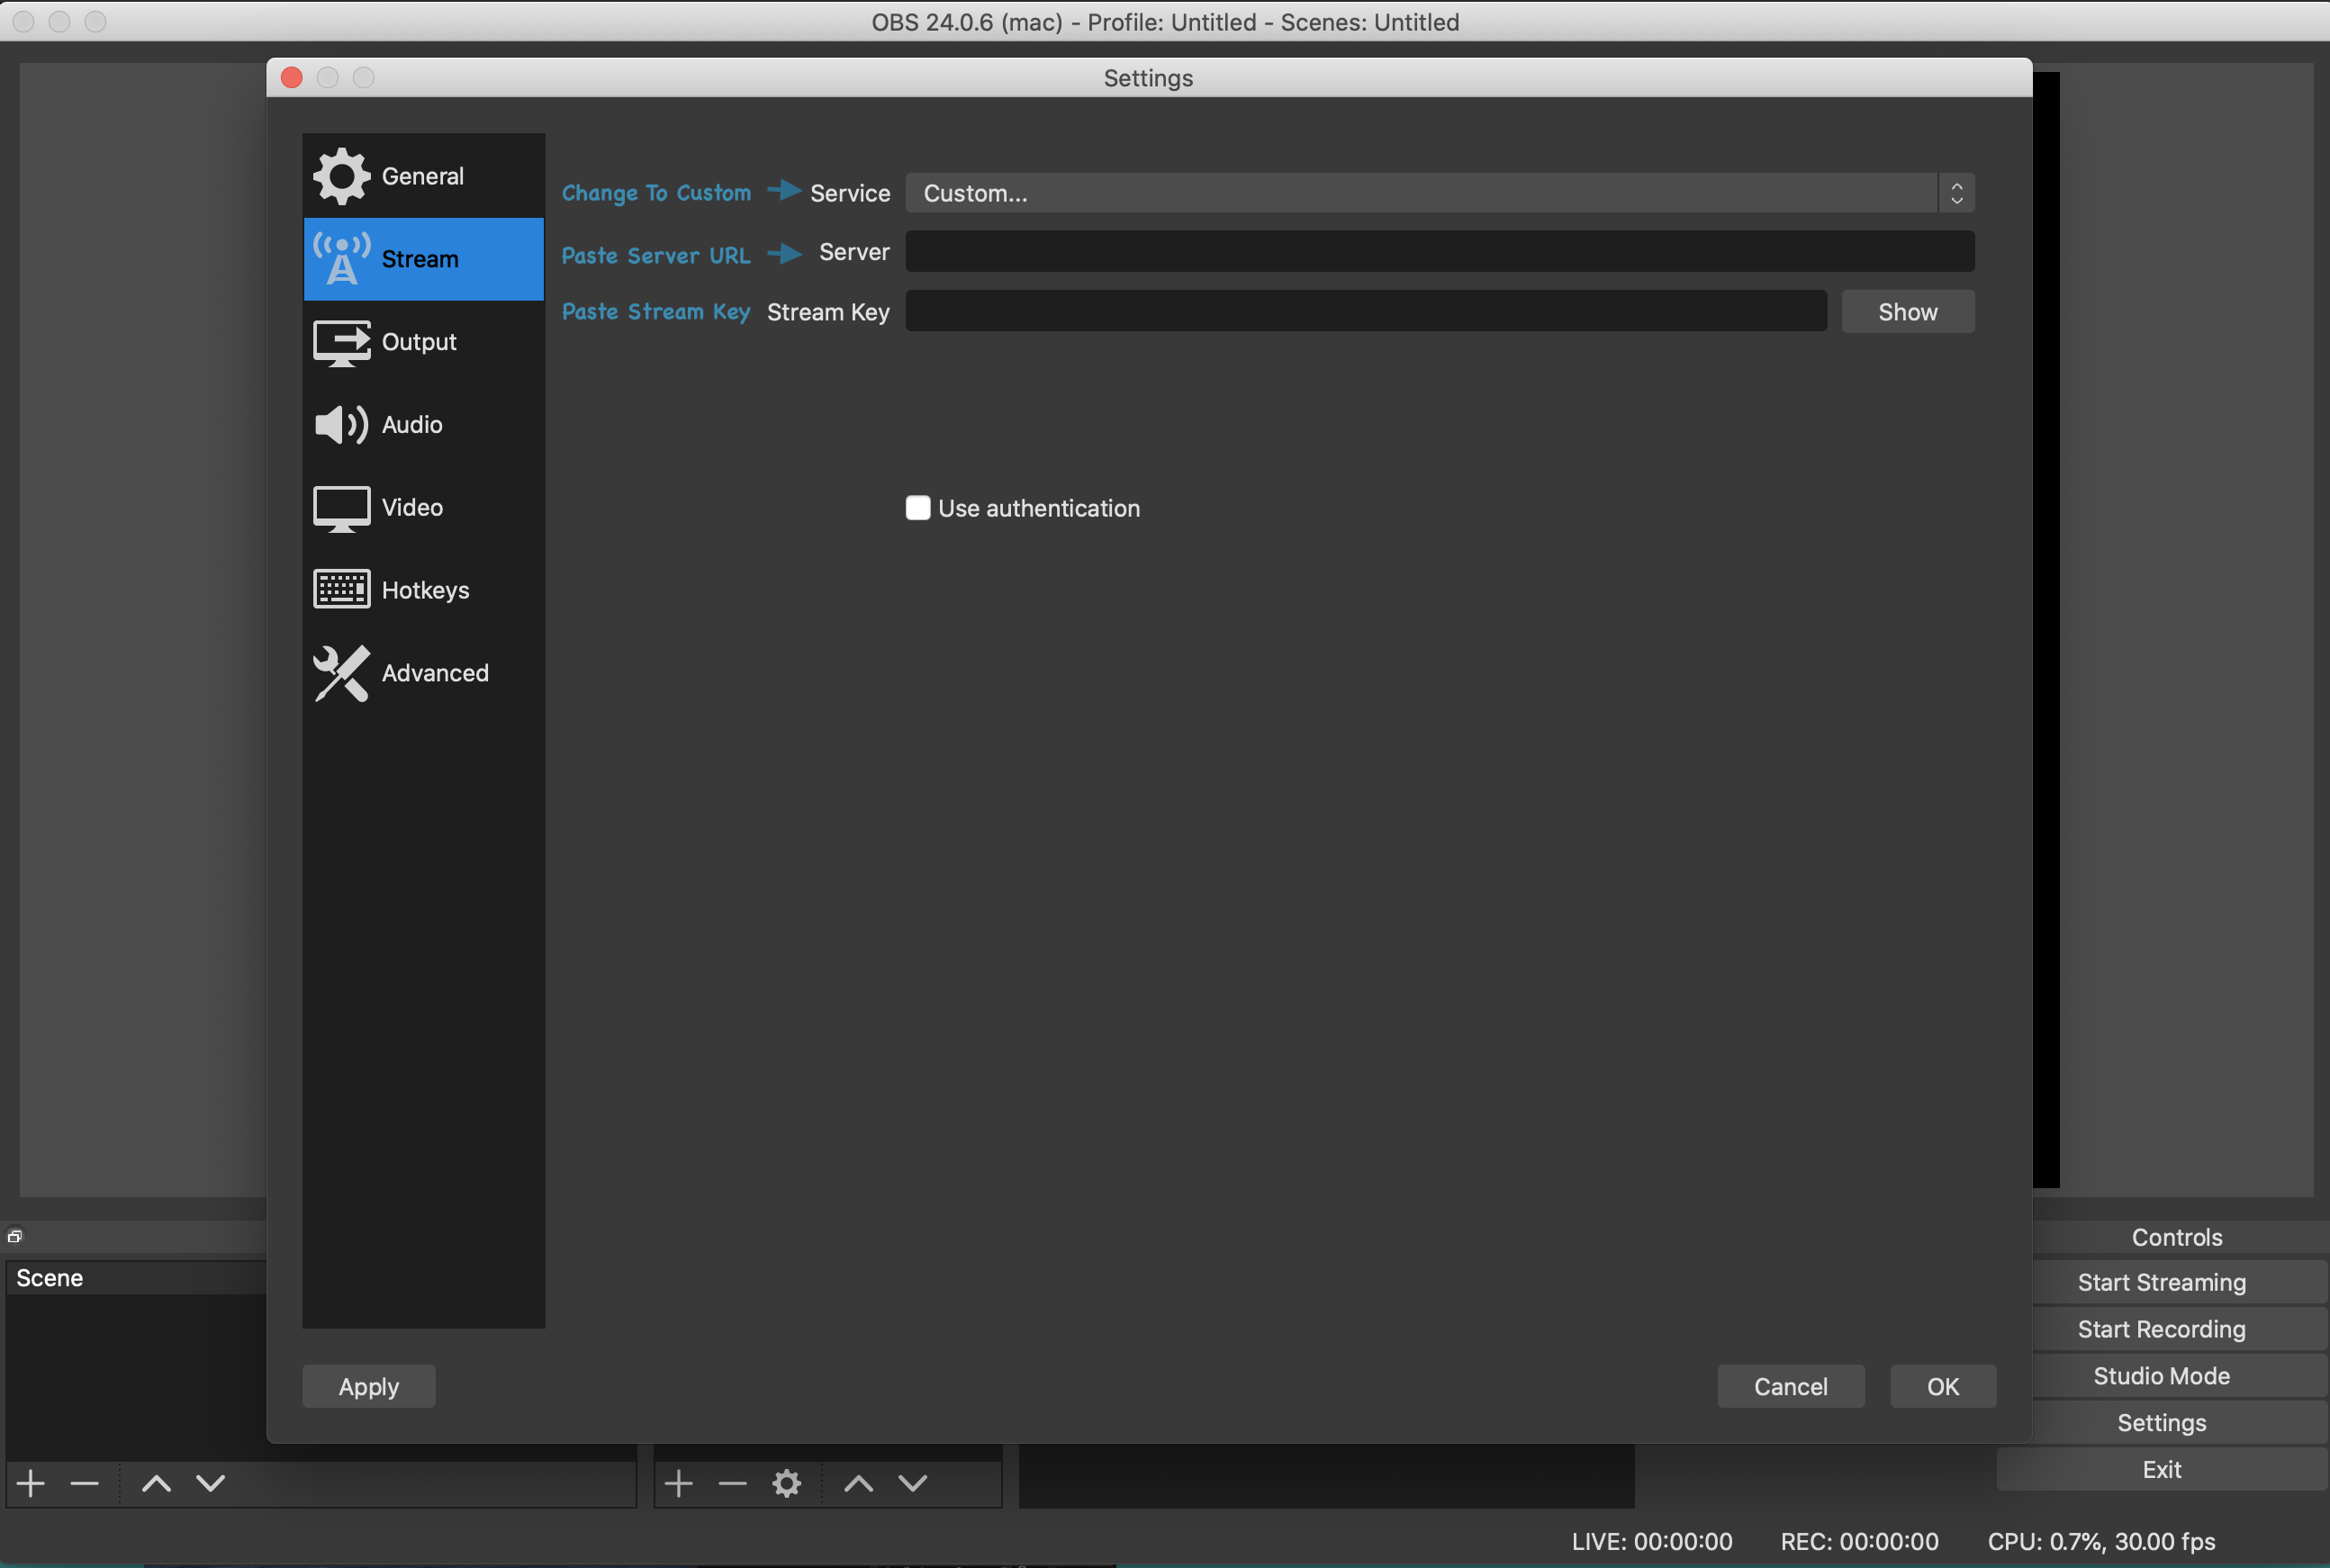 OBS 24.0.6 (mac) - Profile: Untitled - Scenes: Untitled
Settings
General
Stream
Output
Audio
Video
Hotkeys
Advanced
Change To Custom Service Custom...
Paste Server URL Server
Paste Stream Key Stream Key Show
Use authentication
Apply Cancel OK
Scene
Controls
Start Streaming
Start Recording
Studio Mode
Settings
Exit
LIVE: 00:00:00 REC: 00:00:00 CPU: 0.7%, 30.00 fps